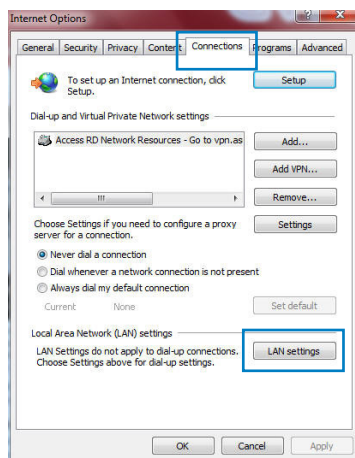 Internet Options
General Security Privacy Content Connections Programs Advanced
To set up an Internet connection, click
Setup.
Setup
Dial-up and Virtual Private Network settings
Access RD Network Resources - Go to vpn.as
Add...
Add VPN...
Remove...
Choose Settings if you need to configure a proxy
server for a connection.
Settings
Never dial a connection
Dial whenever a network connection is not present
Always dial my default connection
Current None
Set default
Local Area Network (LAN) settings
LAN Settings do not apply to dial-up connections.
Choose Settings above for dial-up settings.
LAN settings
OK Cancel Apply